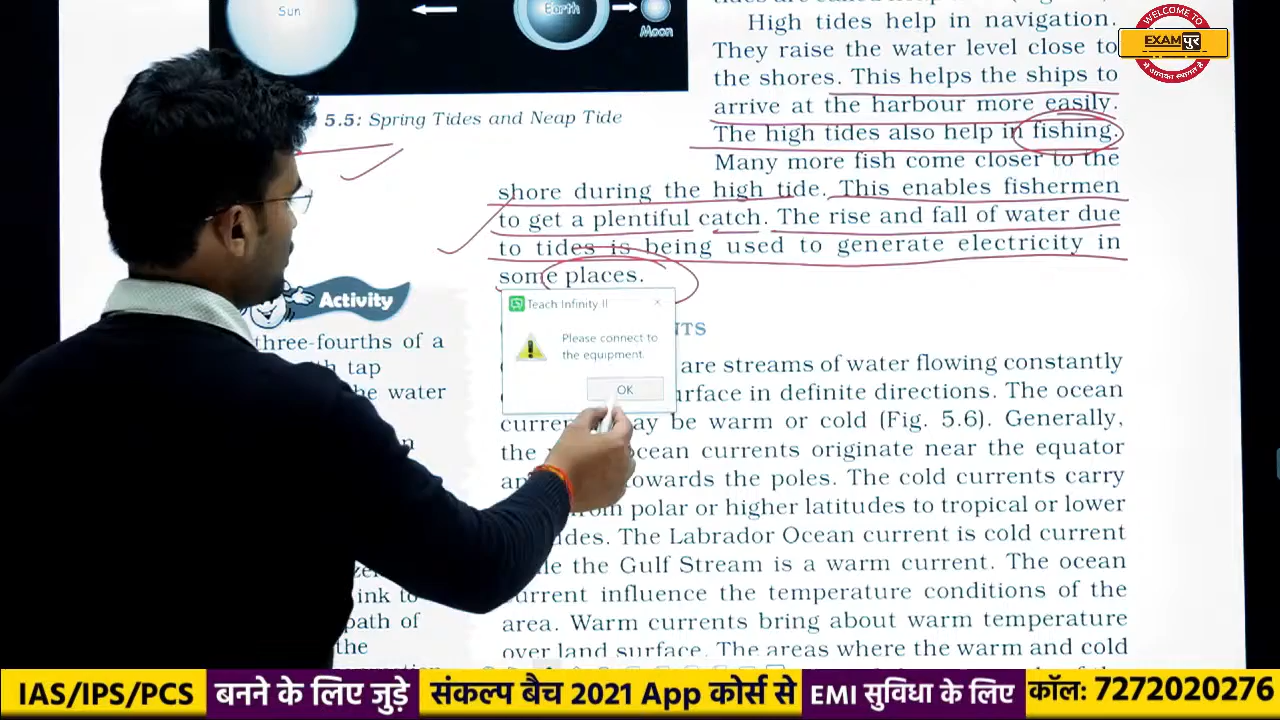 Sun
Earth
Moon
5.5: Spring Tides and Neap Tide
High tides help in navigation.
They raise the water level close to
the shores. This helps the ships to
arrive at the harbour more easily.
The high tides also help in fishing.
Many more fish come closer to the
shore during the high tide. This enables fishermen
to get a plentiful catch. The rise and fall of water due
to tides is being used to generate electricity in
some places.
WELCOME TO
EXAMपुर
में आपका स्वागत है
Activity
three-fourths of a
tap
water
ink to
path of
the
Teach Infinity II
Please connect to
the equipment.
OK
NTS
are streams of water flowing constantly
in definite directions. The ocean
may be warm or cold (Fig. 5.6). Generally,
the ocean currents originate near the equator
towards the poles. The cold currents carry
polar or higher latitudes to tropical or lower
The Labrador Ocean current is cold current
the Gulf Stream is a warm current. The ocean
current influence the temperature conditions of the
area. Warm currents bring about warm temperature
over land surface. The areas where the warm and cold
IAS/IPS/PCS बनने के लिए जुड़े संकल्प बैच 2021 App कोर्स से EMI सुविधा के लिए कॉल: 7272020276